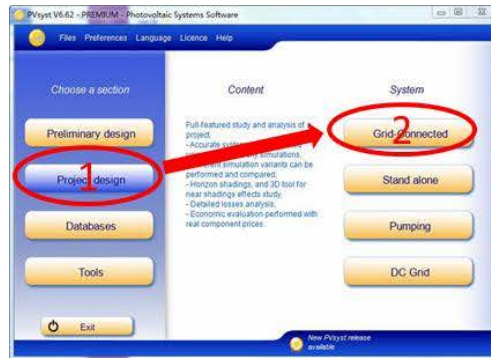 PVsyst V6.62 - PREMIUM - Photovoltaic Systems Software
Files Preferences Language Licence Help
Choose a section
Preliminary design
1
Project design
Databases
Tools
Exit
Content
Full-featured study and analysis of a
project.
- Accurate system
simulations.
simulation variants can be
performed and compared.
- Horizon shadings, and 3D tool for
near shadings effects study.
- Detailed losses analysis.
- Economic evaluation performed with
real component prices.
System
2
Grid-Connected
Stand alone
Pumping
DC Grid
New PVsyst release
available